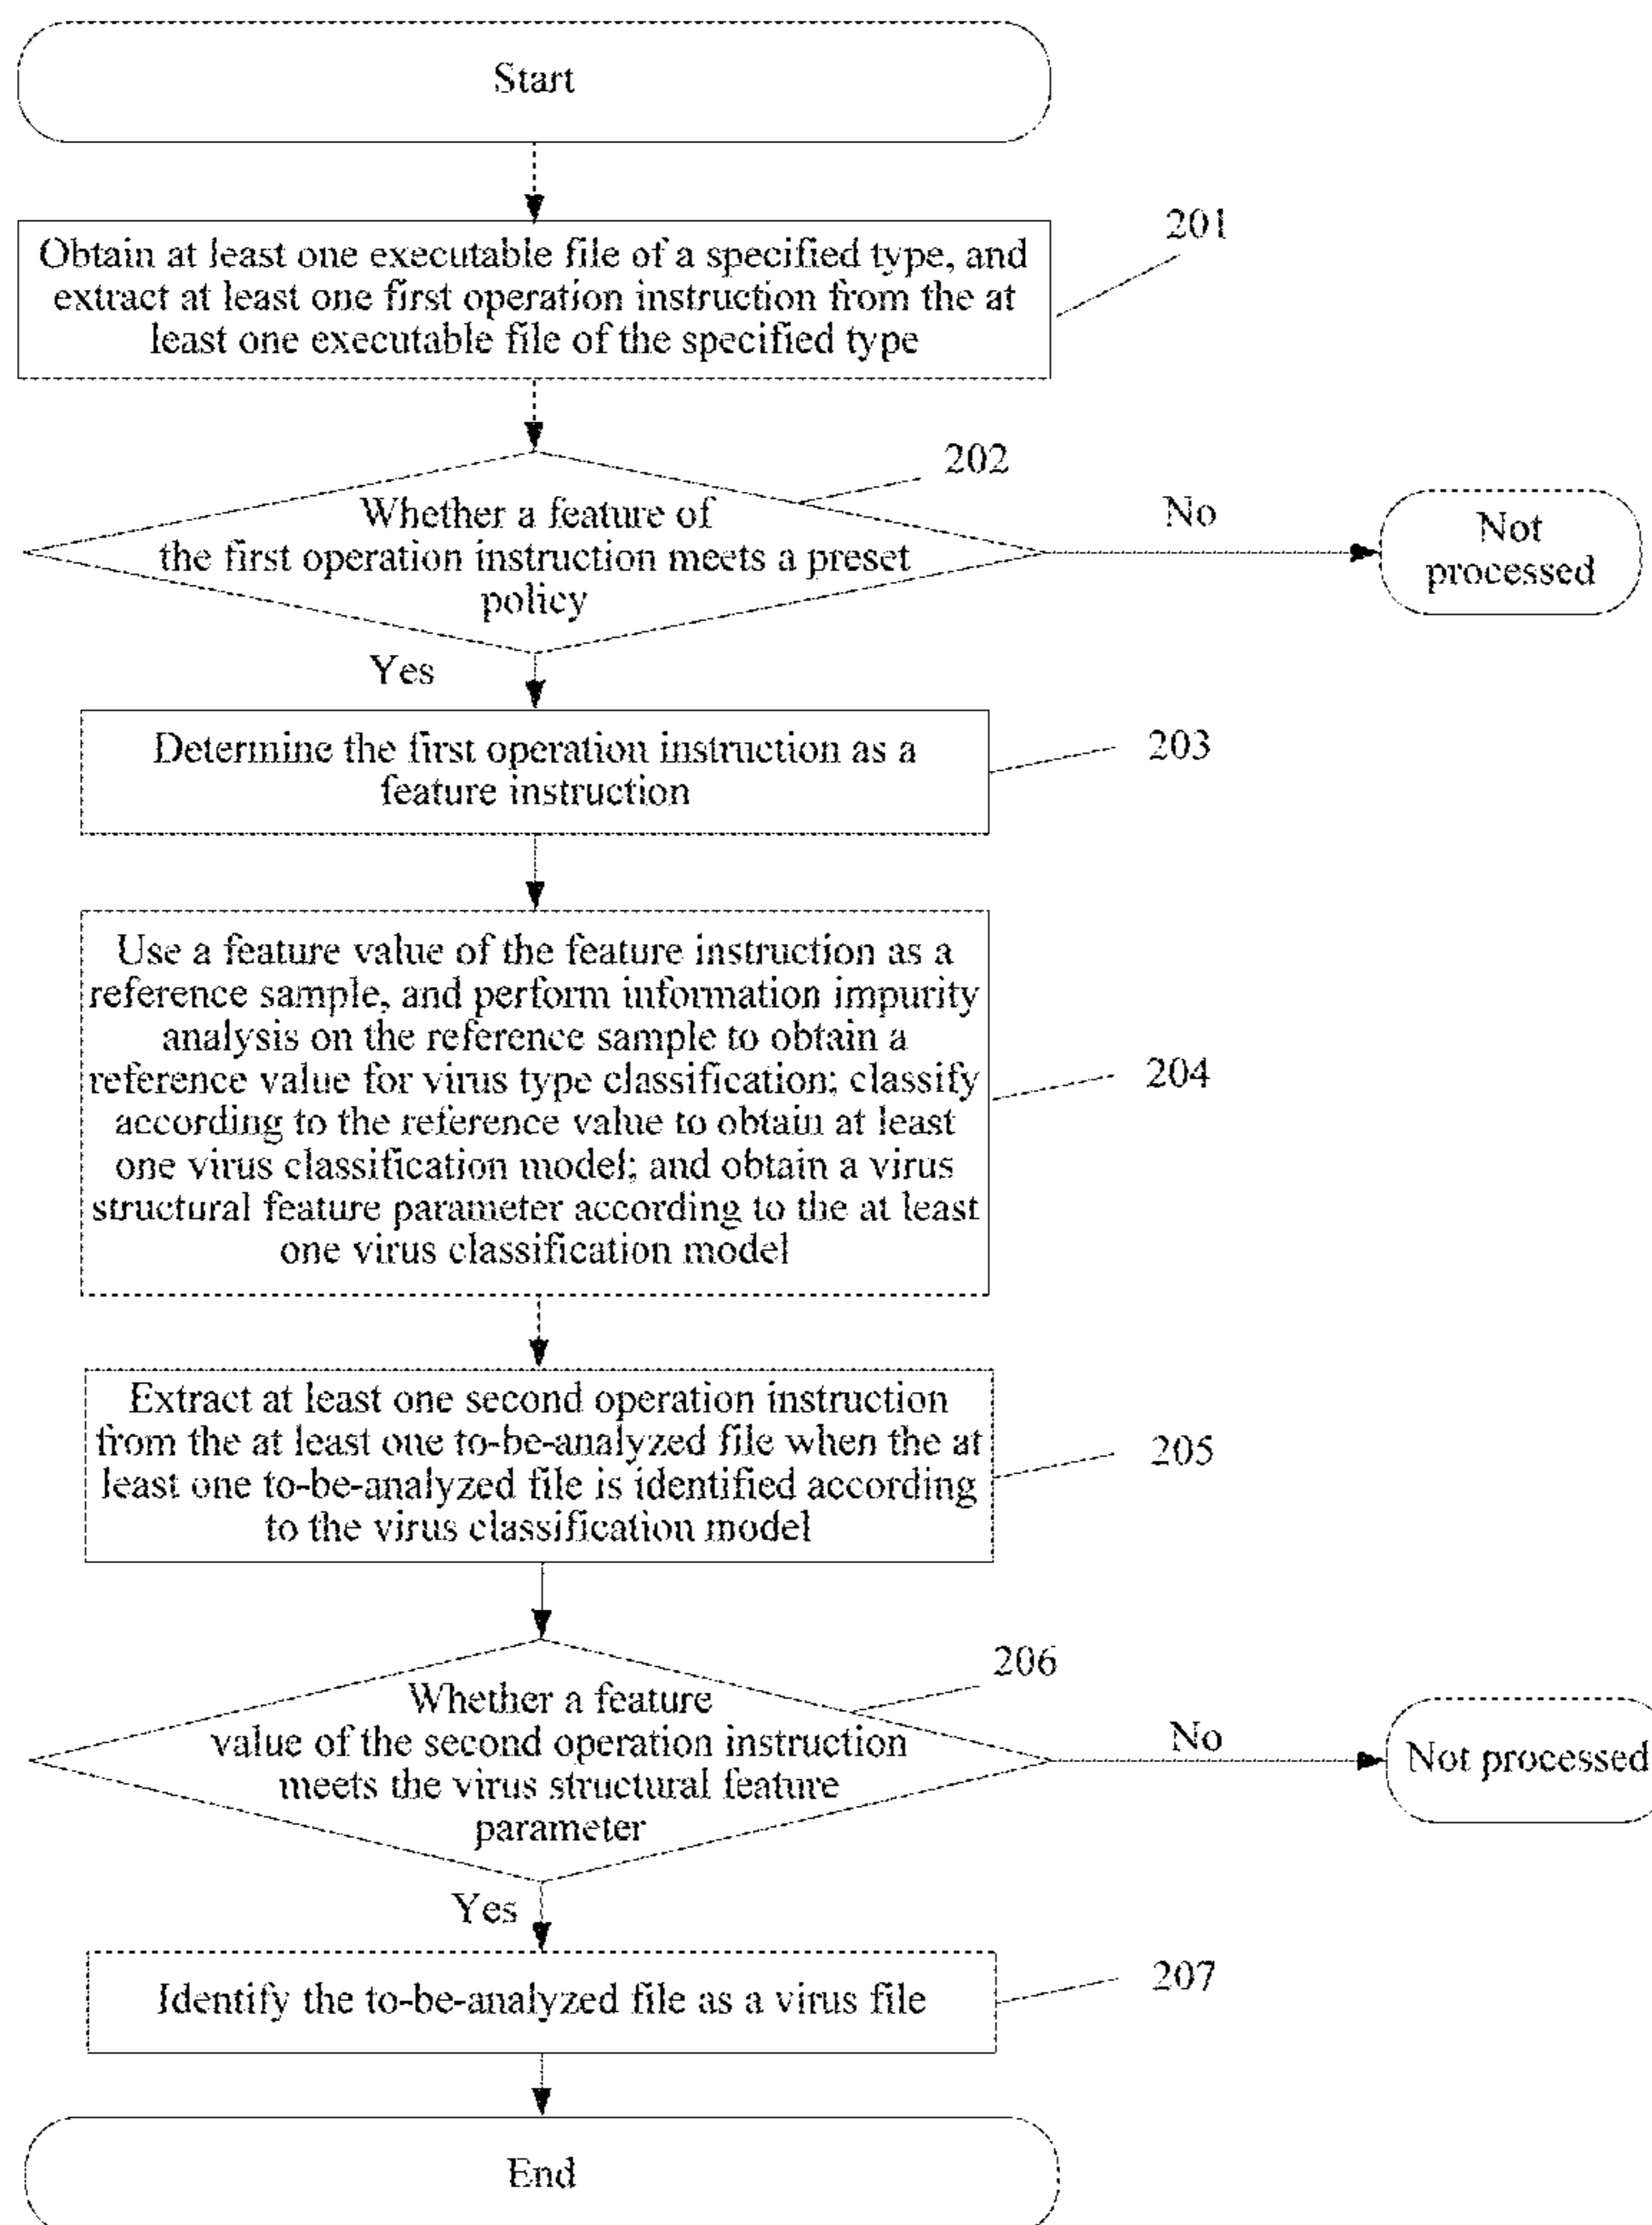 Start
201
Obtain at least one executable file of a specified type, and
extract at least one first operation instruction from the at
least one executable file of the specified type
202
Whether a feature of
the first operation instruction meets a preset
policy
No
Not
processed
Yes
Determine the first operation instruction as a
feature instruction
203
Use a feature value of the feature instruction as a
reference sample, and perform information impurity
analysis on the reference sample to obtain a
reference value for virus type classification; classify
according to the reference value to obtain at least
one virus classification model; and obtain a virus
structural feature parameter according to the at least
one virus classification model
204
Extract at least one second operation instruction
from the at least one to-be-analyzed file when the at
least one to-be-analyzed file is identified according
to the virus classification model
205
206
Whether a feature
value of the second operation instruction
meets the virus structural feature
parameter
No
Not processed
Yes
Identify the to-be-analyzed file as a virus file
207
End